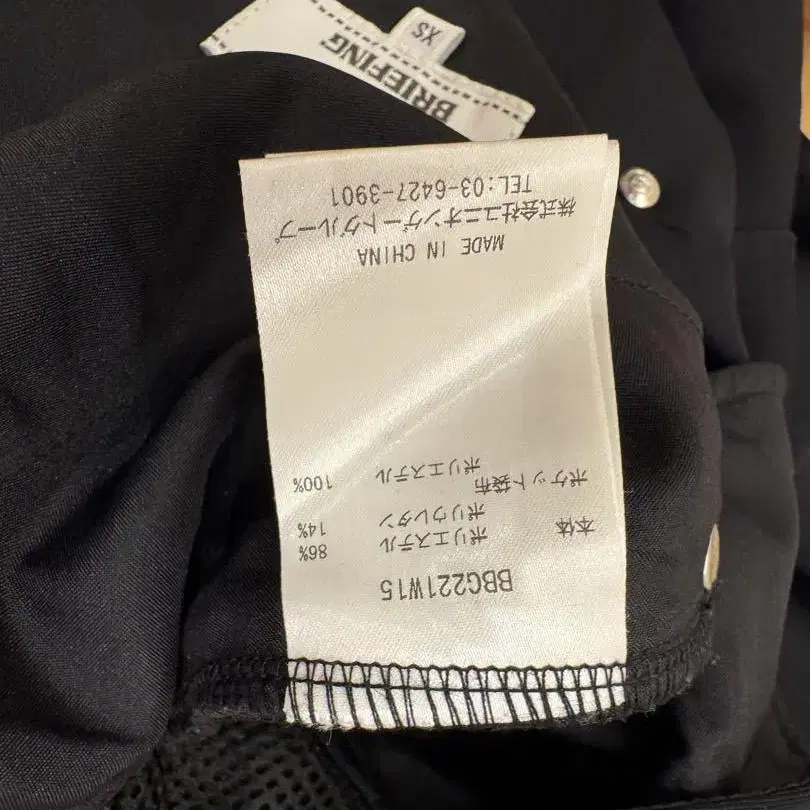 BRIEFING
XS
BBG221W15
本体 ポリエステル 86%
ポリウレタン 14%
ポケット袋布
ポリエステル 100%
MADE IN CHINA
株式会社ユニオンゲートグループ
TEL:03-6427-3901